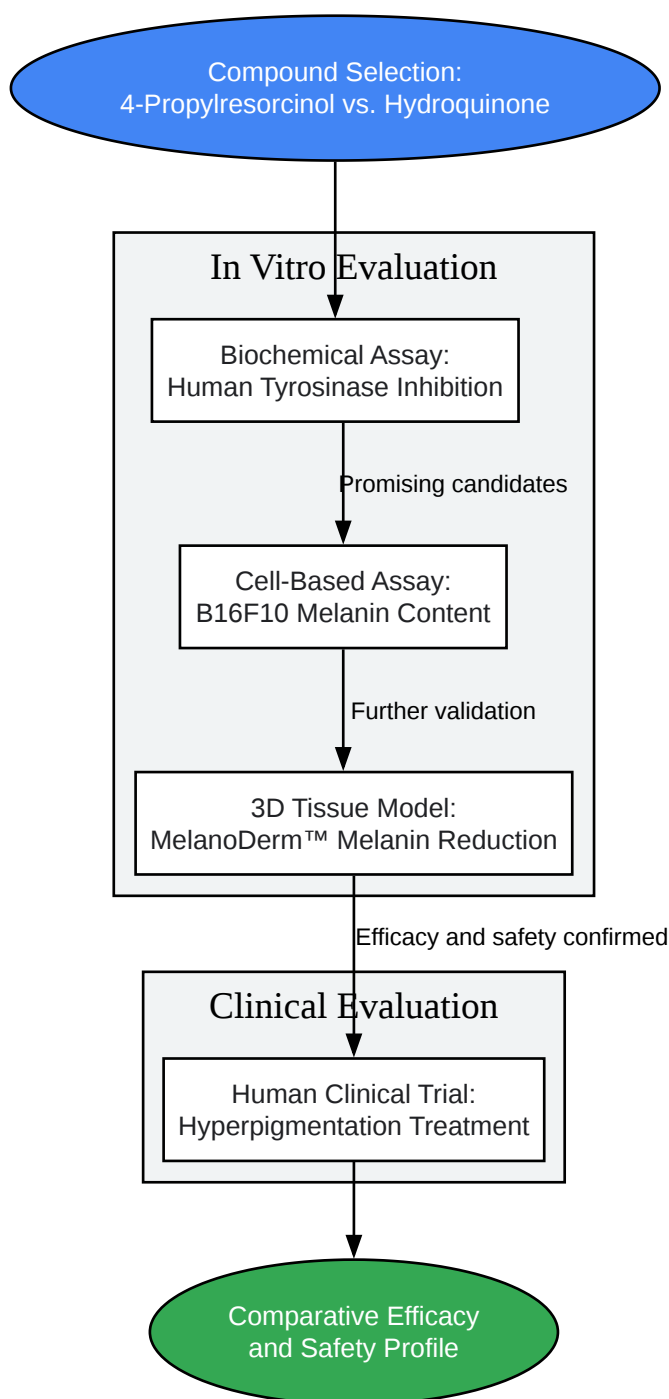 Compound Selection:
4-Propylresorcinol vs. Hydroquinone
In Vitro Evaluation
Biochemical Assay:
Human Tyrosinase Inhibition
Promising candidates
Cell-Based Assay:
B16F10 Melanin Content
Further validation
3D Tissue Model:
MelanoDerm™ Melanin Reduction
Efficacy and safety confirmed
Clinical Evaluation
Human Clinical Trial:
Hyperpigmentation Treatment
Comparative Efficacy
and Safety Profile